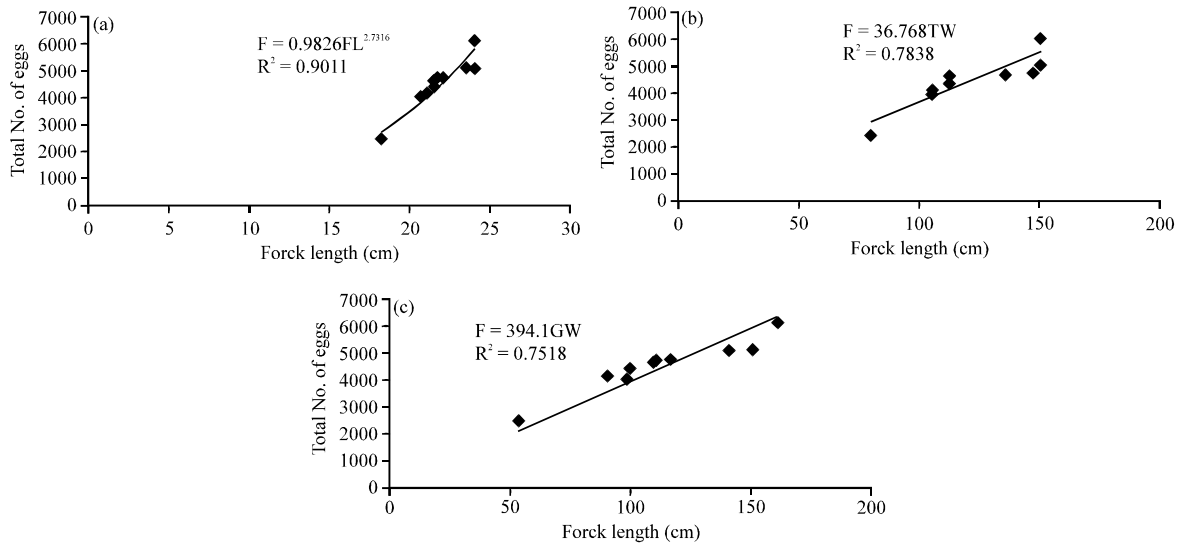 (a)
F = 0.9826FL^2.7316
R² = 0.9011
Total No. of eggs
7000
6000
5000
4000
3000
2000
1000
0
0 5 10 15 20 25 30
Forck length (cm)
(b)
F = 36.768TW
R² = 0.7838
Total No. of eggs
7000
6000
5000
4000
3000
2000
1000
0
0 50 100 150 200
Forck length (cm)
(c)
F = 394.1GW
R² = 0.7518
Total No. of eggs
7000
6000
5000
4000
3000
2000
1000
0
0 50 100 150 200
Forck length (cm)